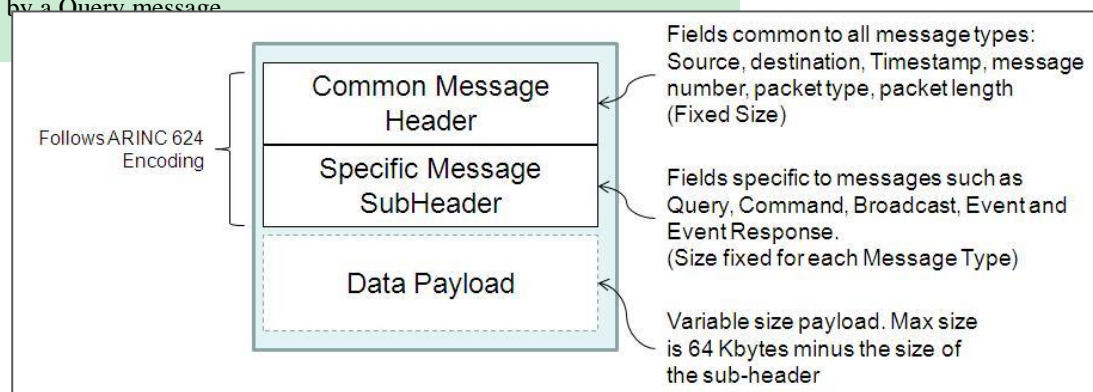 by a Query message
Follows ARINC 624
Encoding
Common Message
Header
Specific Message
SubHeader
Data Payload
Fields common to all message types:
Source, destination, Timestamp, message
number, packet type, packet length
(Fixed Size)
Fields specific to messages such as
Query, Command, Broadcast, Event and
Event Response.
(Size fixed for each Message Type)
Variable size payload. Max size
is 64 Kbytes minus the size of
the sub-header